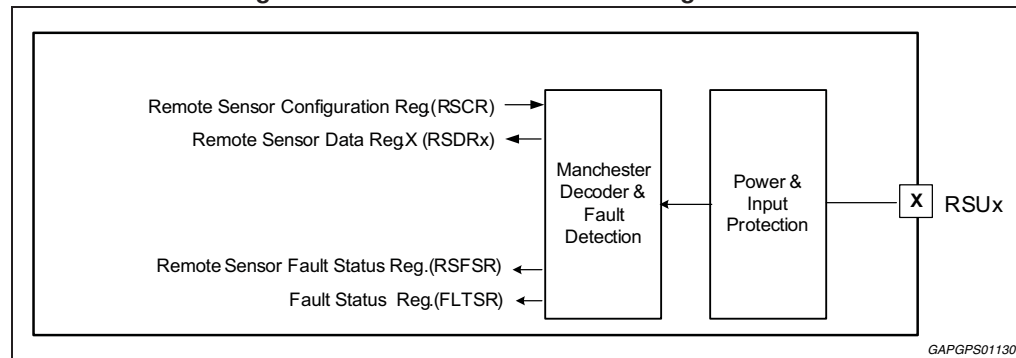 Remote Sensor Configuration Reg.(RSCR)
Remote Sensor Data Reg.X (RSDRx)
Manchester
Decoder &
Fault
Detection
Power &
Input
Protection
X
RSUx
Remote Sensor Fault Status Reg.(RSFSR)
Fault Status Reg.(FLTSR)
GAPGPS01130